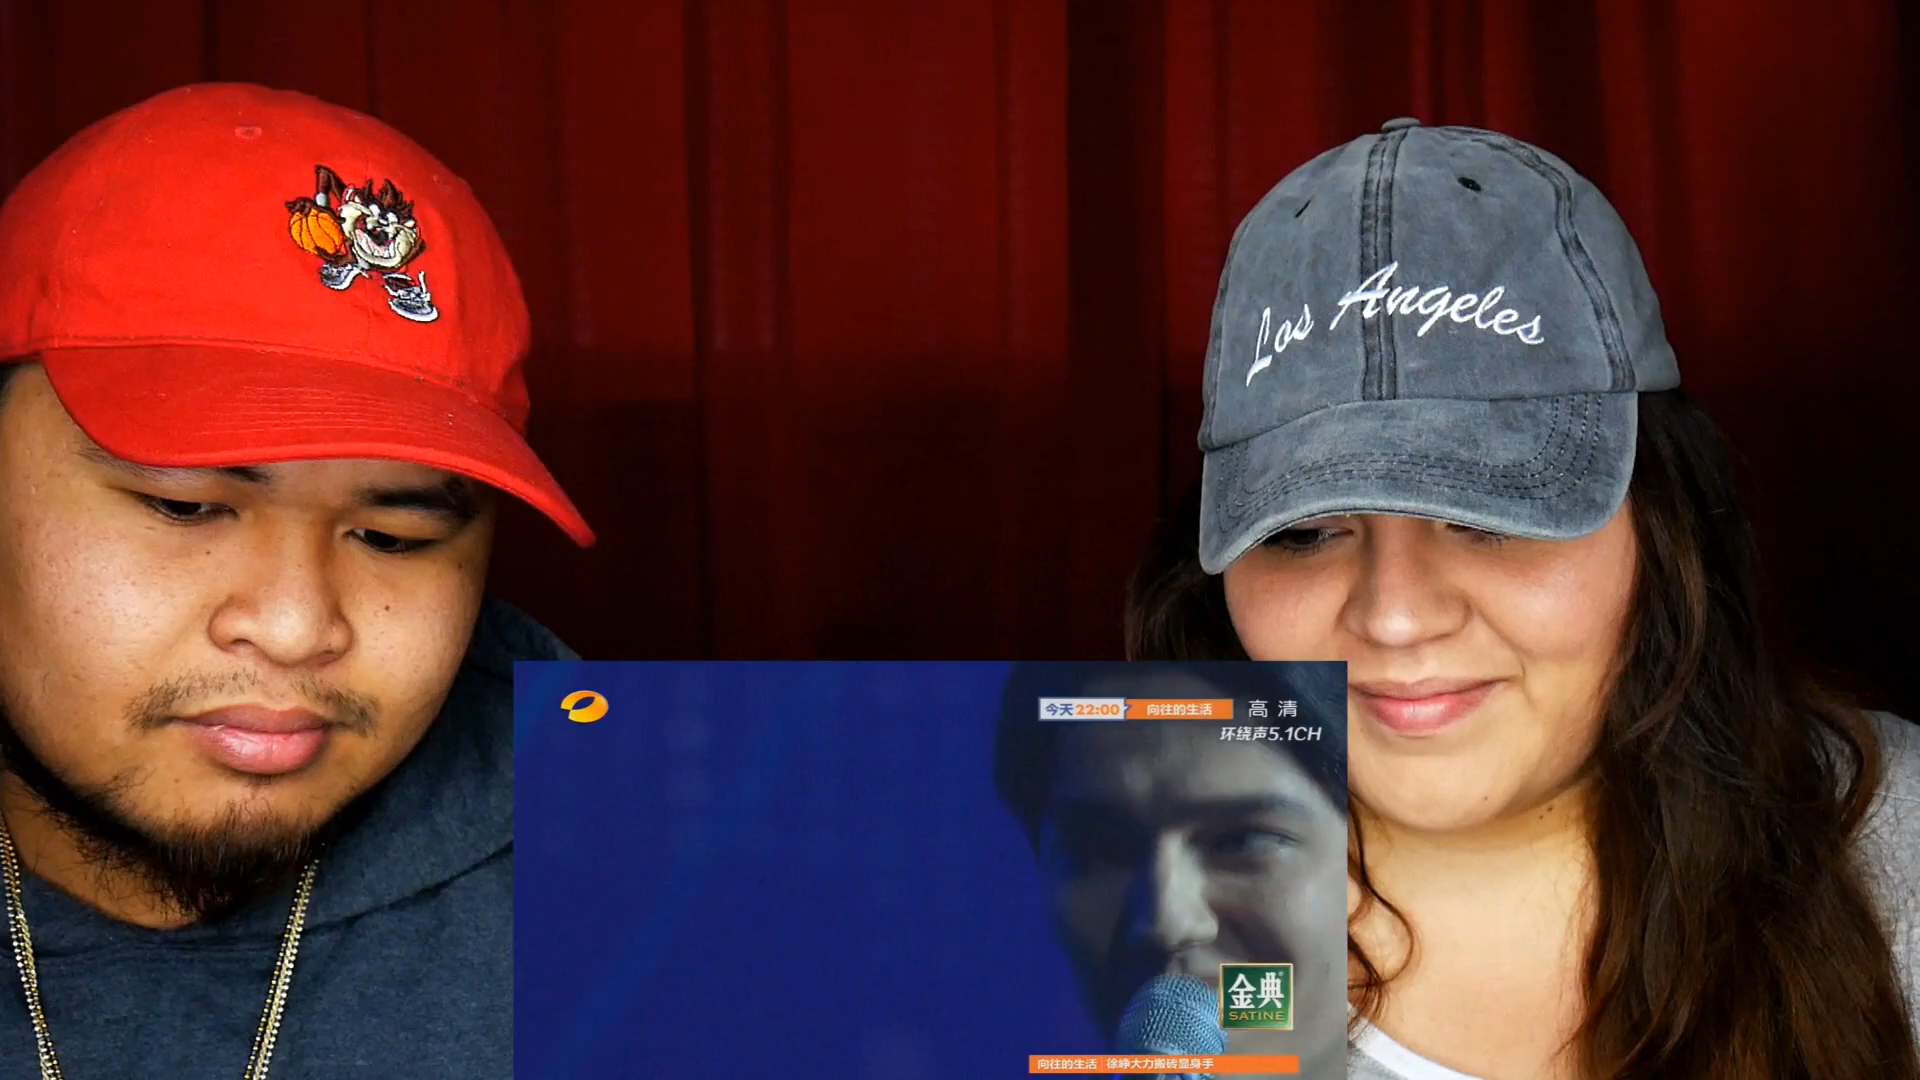 Los Angeles
今天22:00 向往的生活 高清
环绕声5.1CH
金典
SATINE
向往的生活 徐峥大力搬砖显身手